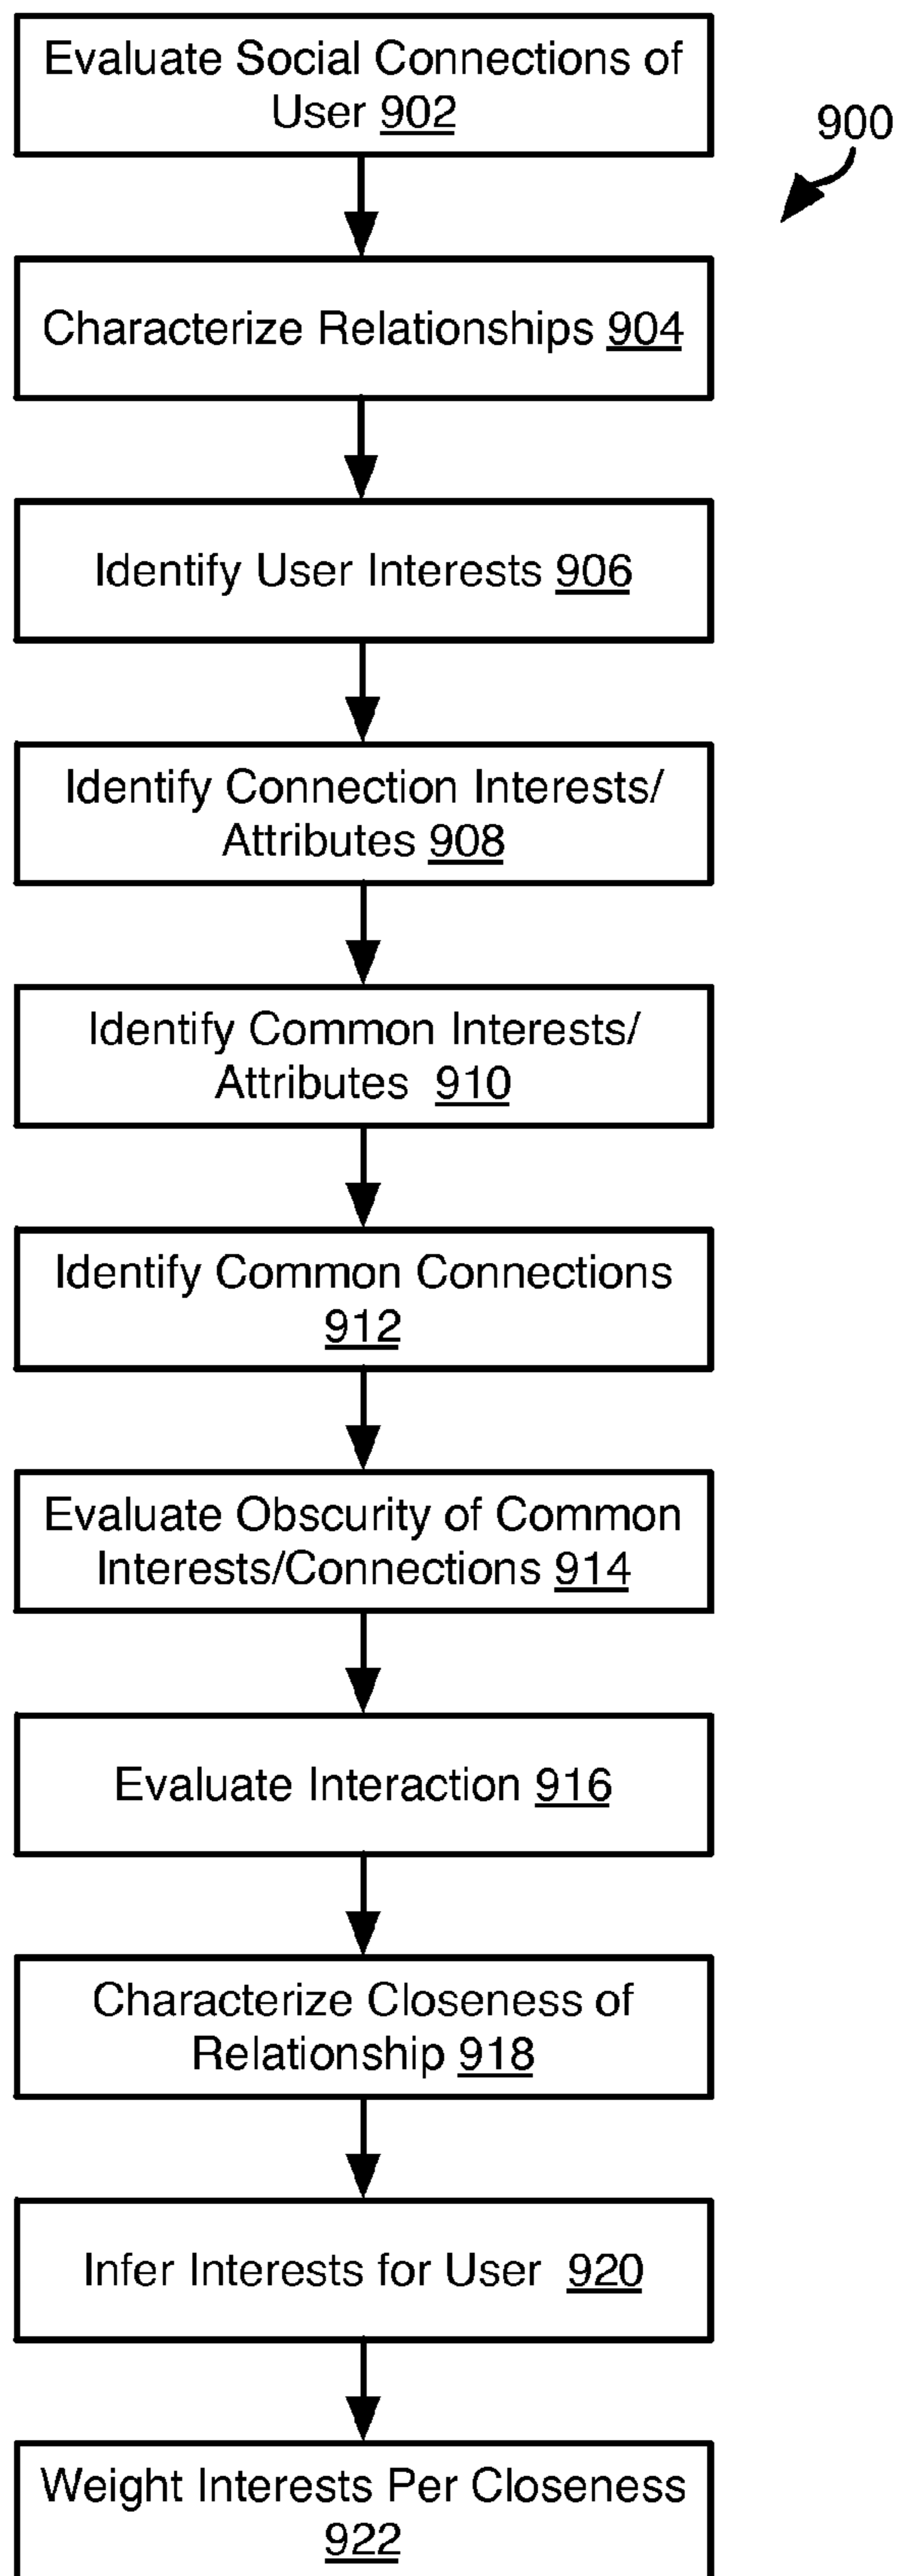 Evaluate Social Connections of
User 902
900
Characterize Relationships 904
Identify User Interests 906
Identify Connection Interests/
Attributes 908
Identify Common Interests/
Attributes 910
Identify Common Connections
912
Evaluate Obscurity of Common
Interests/Connections 914
Evaluate Interaction 916
Characterize Closeness of
Relationship 918
Infer Interests for User 920
Weight Interests Per Closeness
922